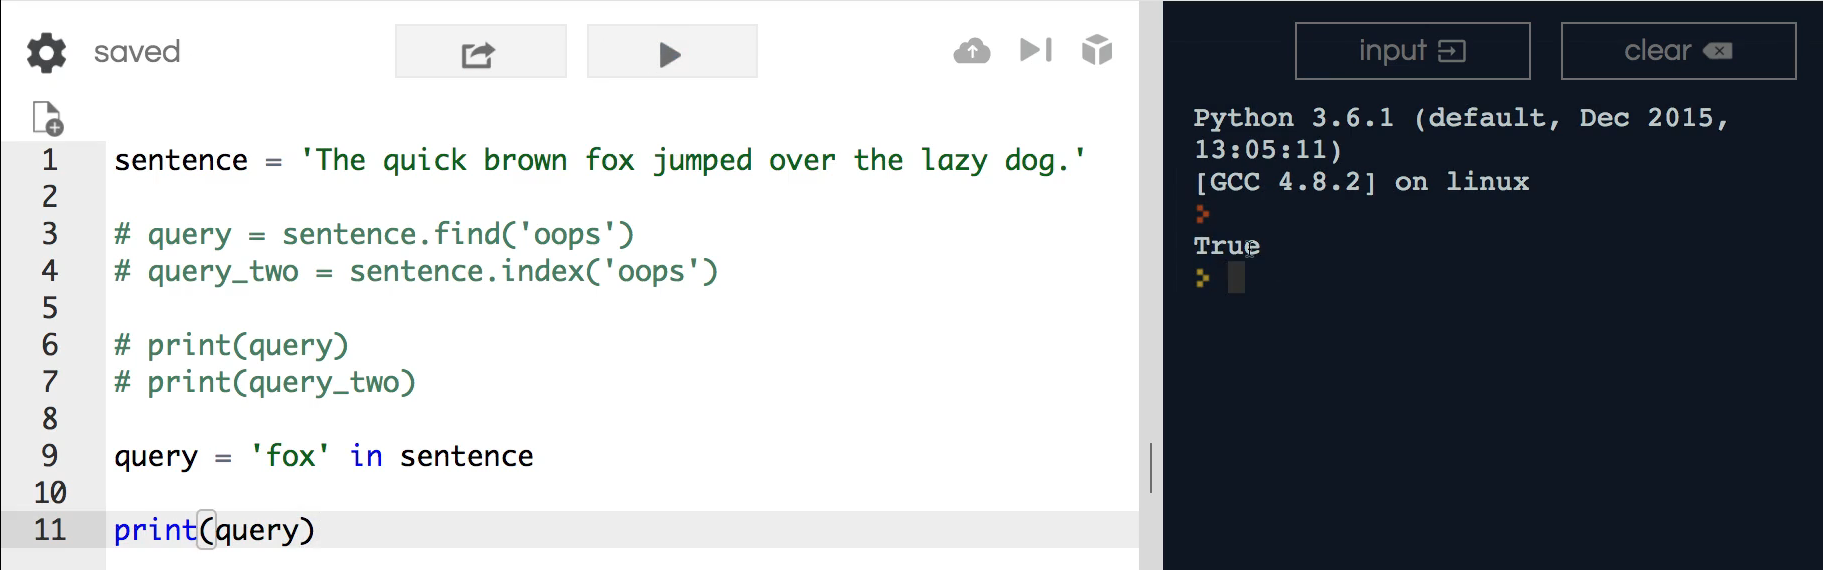 saved
input
clear
1 sentence = 'The quick brown fox jumped over the lazy dog.'
2
3 # query = sentence.find('oops')
4 # query_two = sentence.index('oops')
5
6 # print(query)
7 # print(query_two)
8
9 query = 'fox' in sentence
10
11 print(query)
Python 3.6.1 (default, Dec 2015,
13:05:11)
[GCC 4.8.2] on linux
True